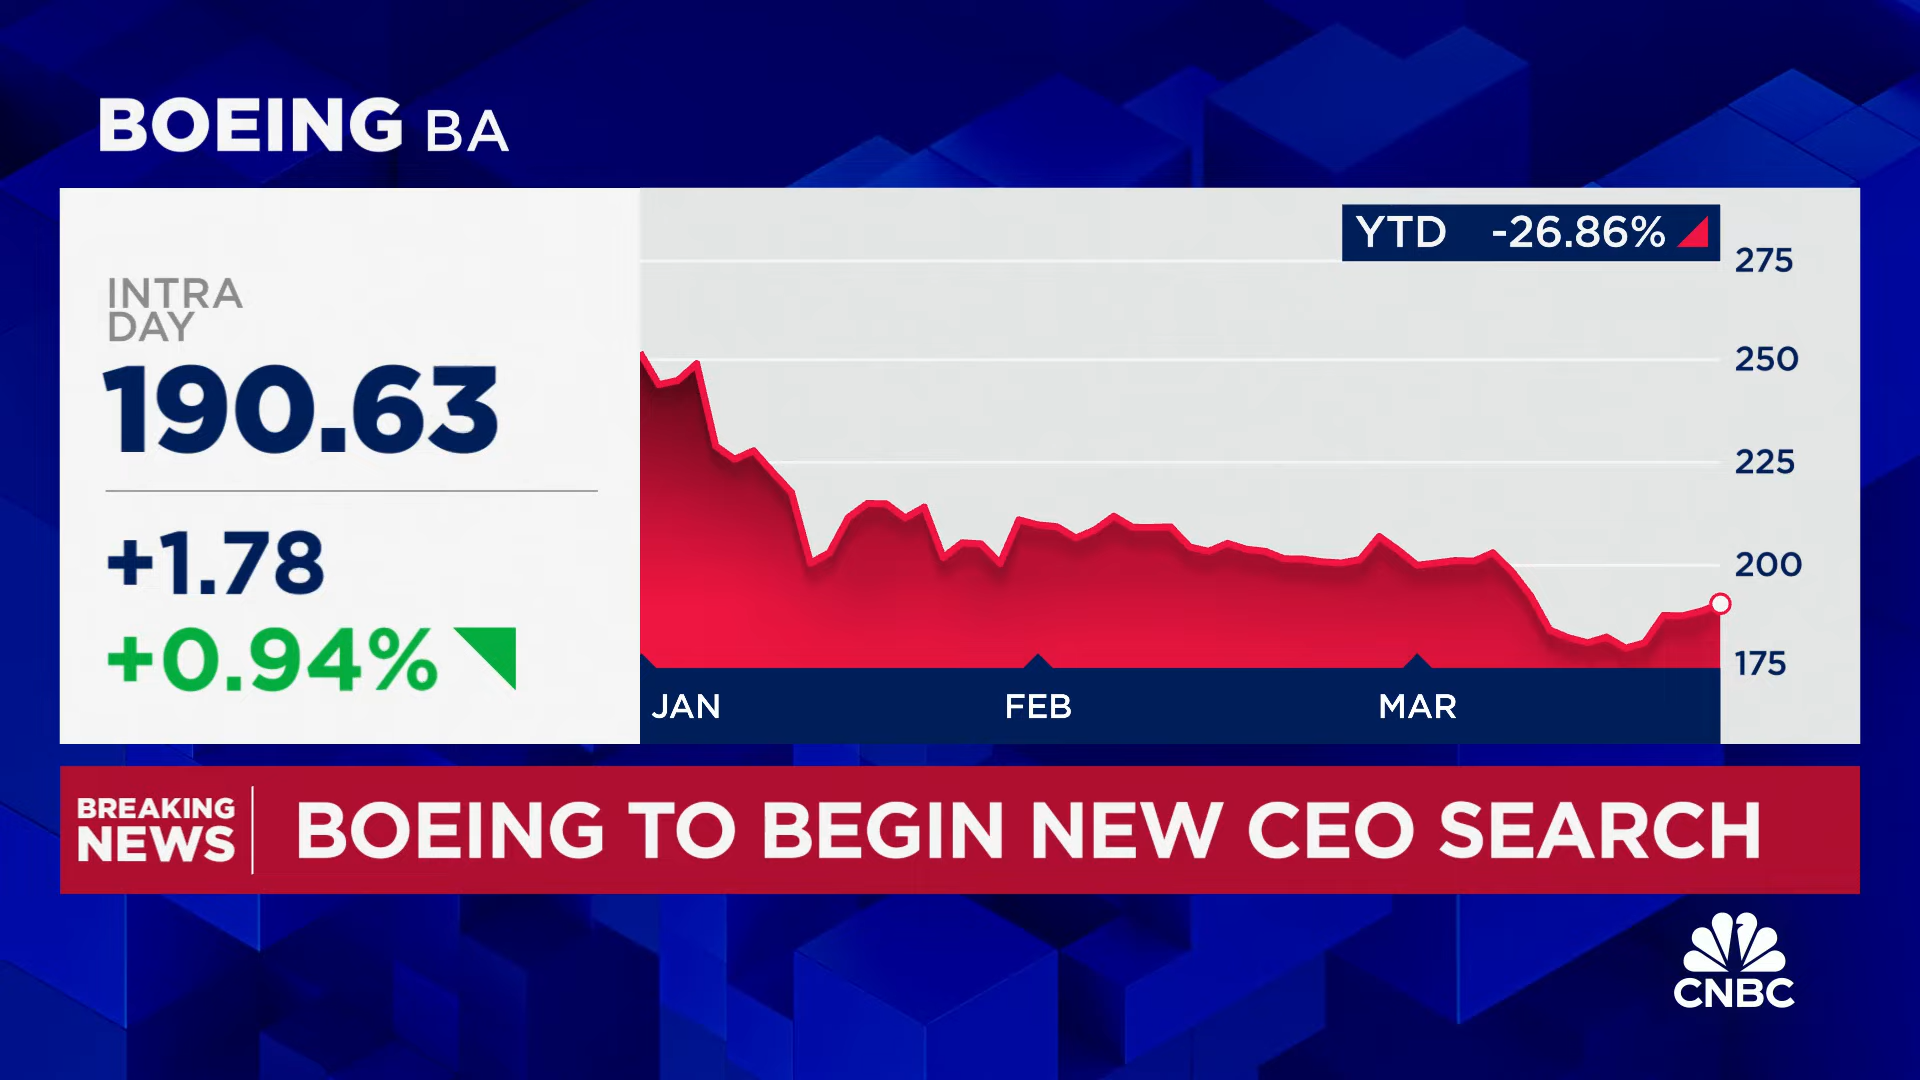 BOEING BA
INTRA
DAY
190.63
+1.78
+0.94%
YTD -26.86%
275
250
225
200
175
JAN FEB MAR
BREAKING
NEWS
BOEING TO BEGIN NEW CEO SEARCH
CNBC